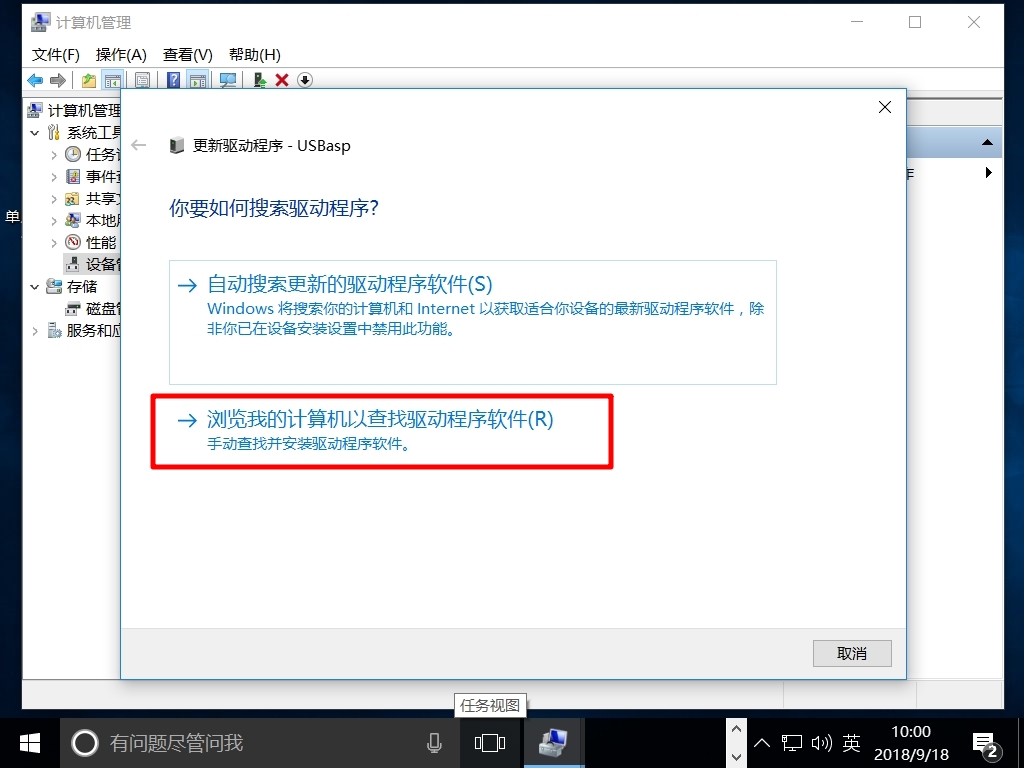 计算机管理
文件(F) 操作(A) 查看(V) 帮助(H)
计算机管理
系统工具
任务
事件
共享
本地
性能
设备
存储
磁盘
服务和应
单
更新驱动程序 - USBasp
你要如何搜索驱动程序?
自动搜索更新的驱动程序软件(S)
Windows 将搜索你的计算机和 Internet 以获取适合你设备的最新驱动程序软件，除
非你已在设备安装设置中禁用此功能。
浏览我的计算机以查找驱动程序软件(R)
手动查找并安装驱动程序软件。
取消
任务视图
有问题尽管问我
英
10:00
2018/9/18
2